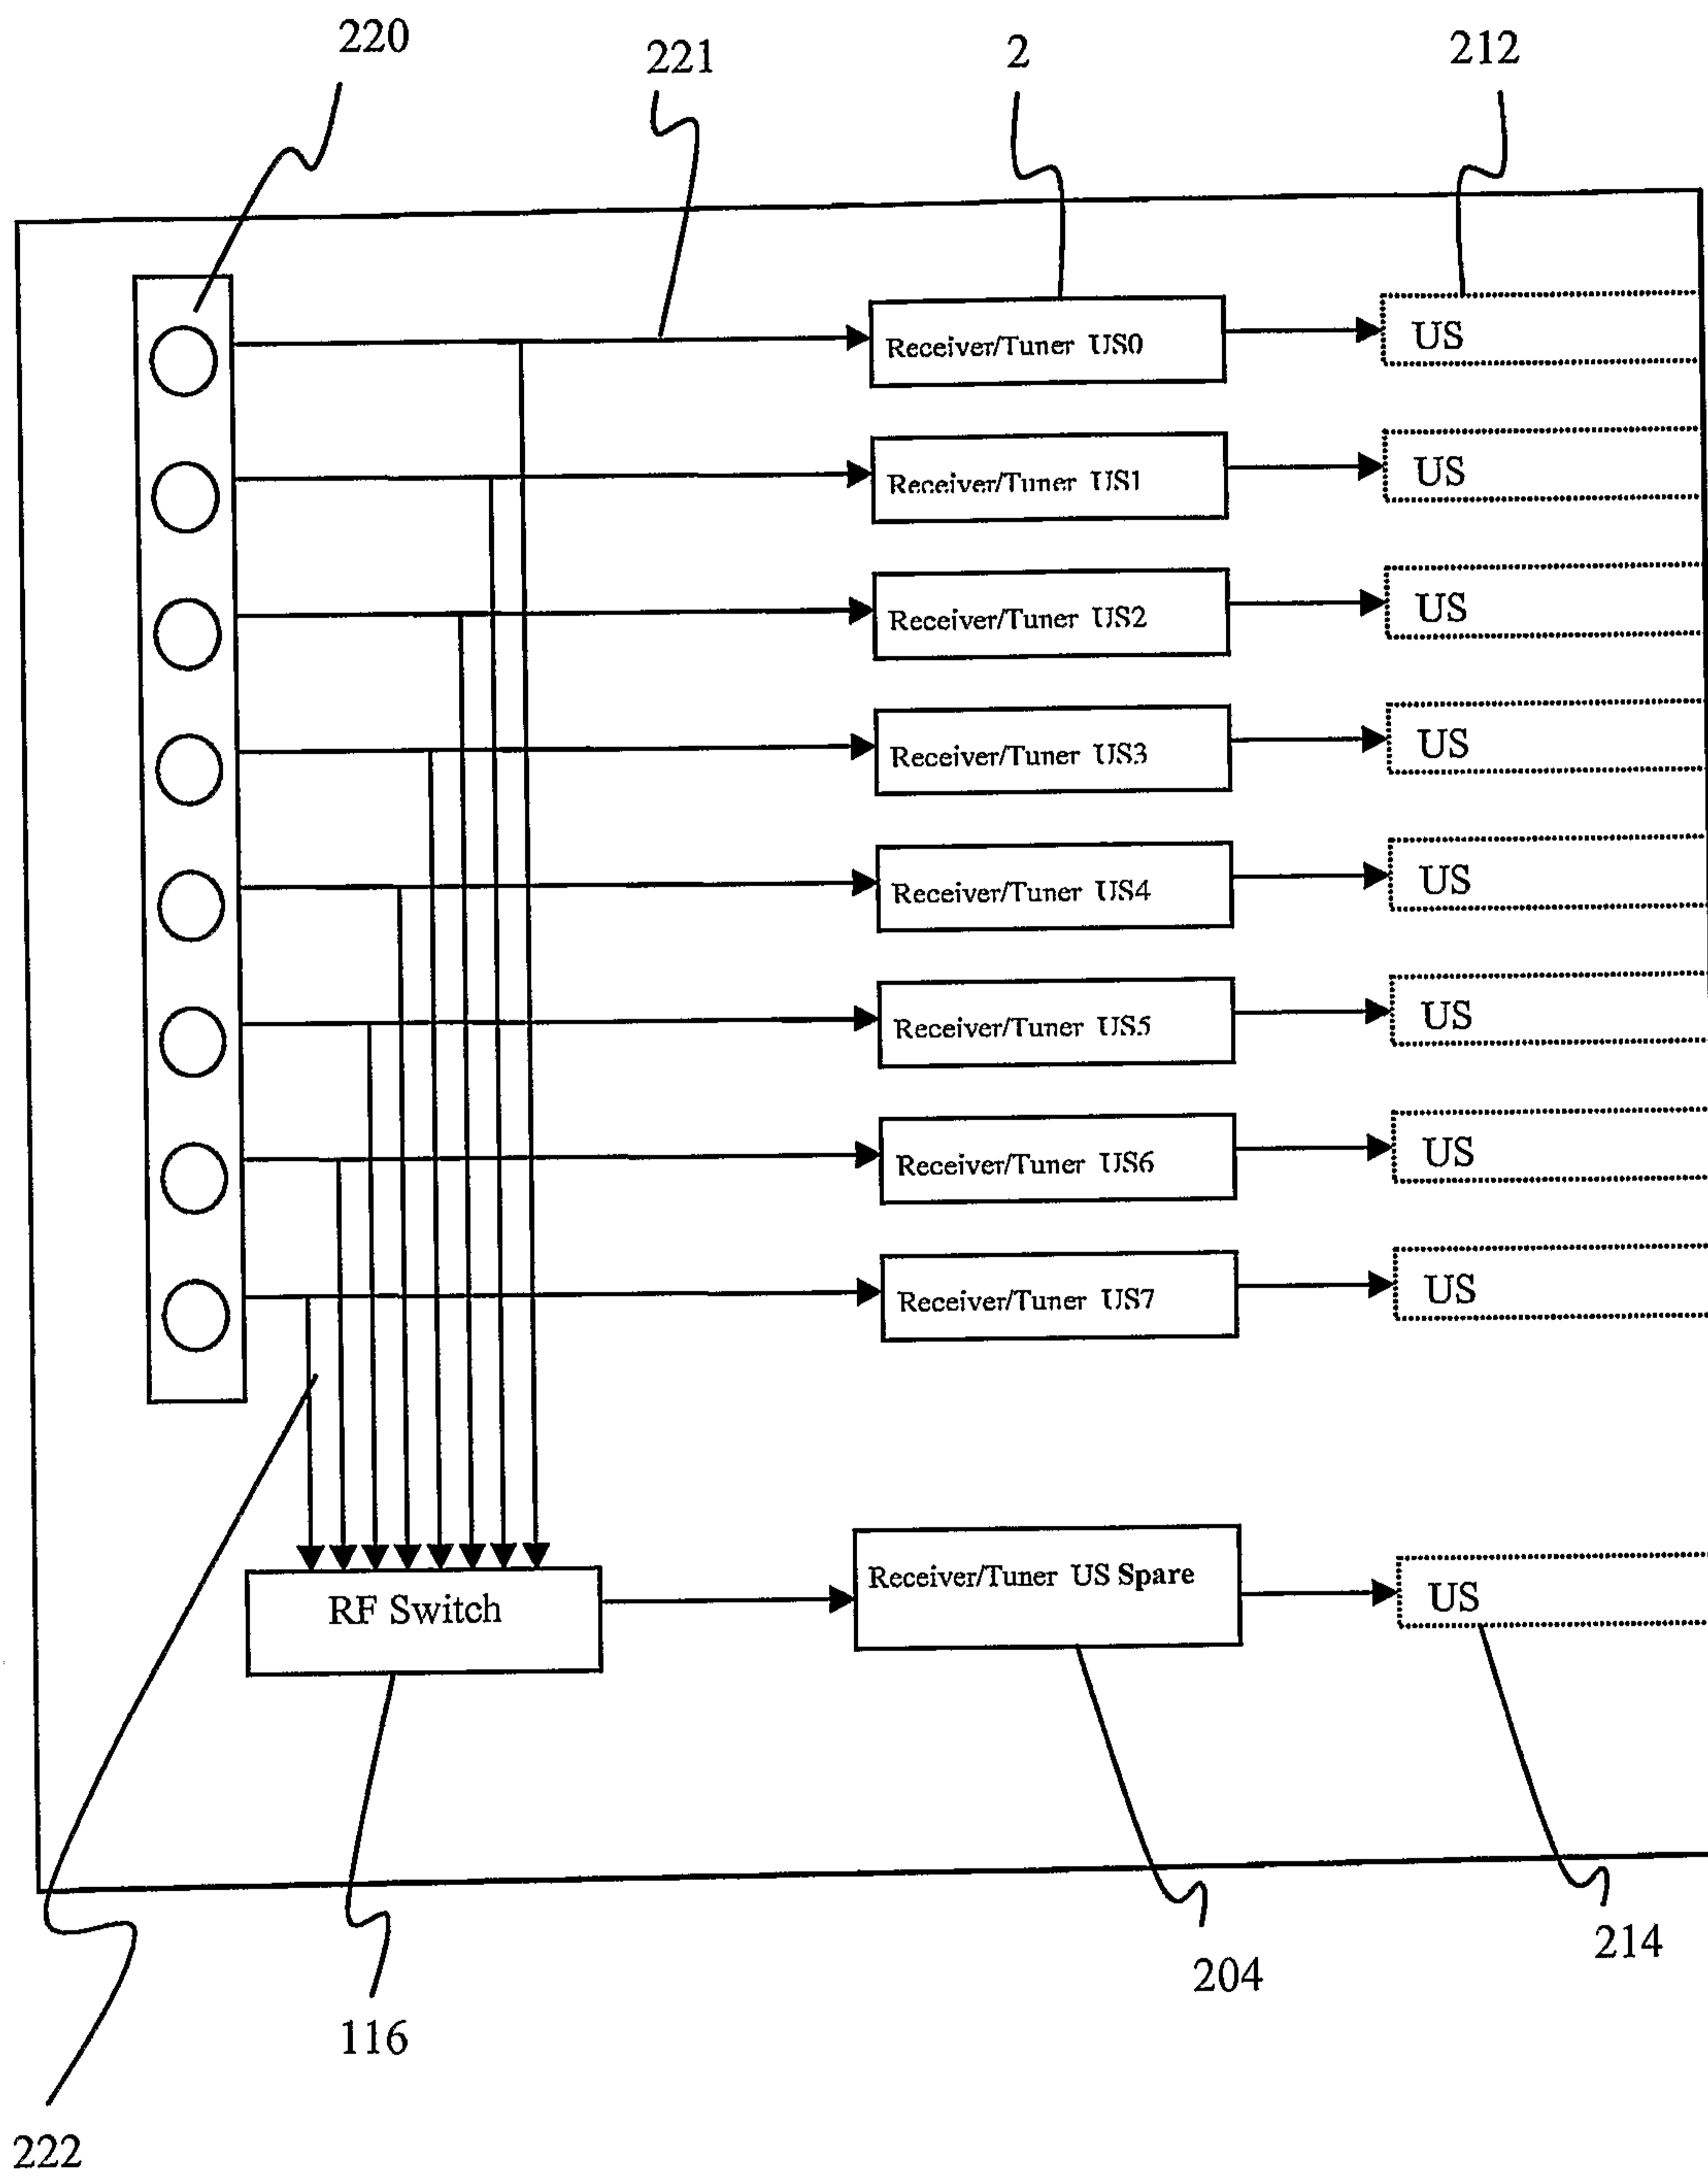 220
221
2
212
Receiver/Tuner US0
US
Receiver/Tuner US1
US
Receiver/Tuner US2
US
Receiver/Tuner US3
US
Receiver/Tuner US4
US
Receiver/Tuner US5
US
Receiver/Tuner US6
US
Receiver/Tuner US7
US
RF Switch
Receiver/Tuner US Spare
US
214
204
116
222